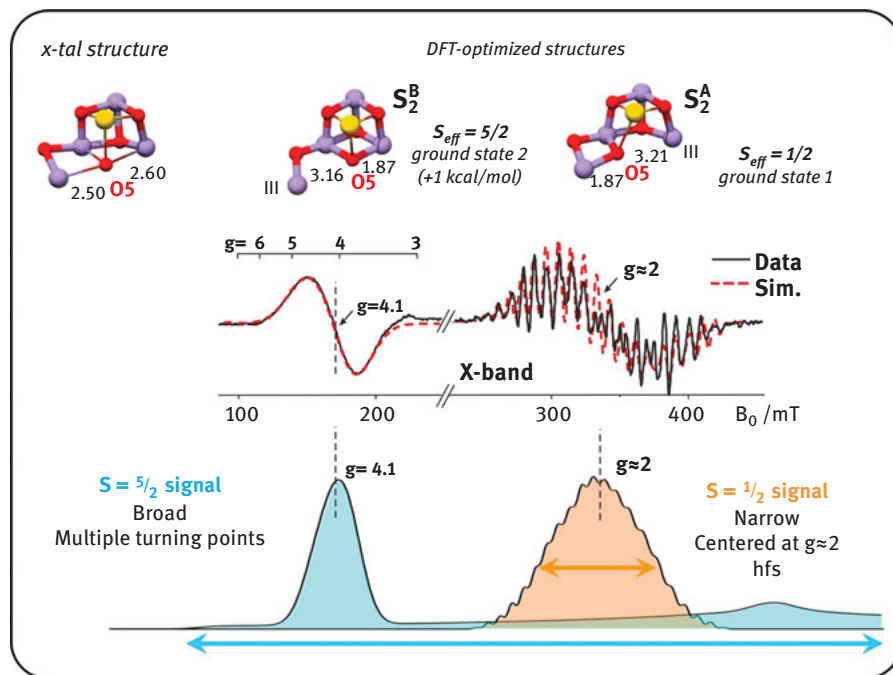 x-tal structure
DFT-optimized structures
2.50
O5
2.60
S₂ᴮ
III
3.16
1.87
O5
S_eff = 5/2
ground state 2
(+1 kcal/mol)
S₂ᴬ
3.21
III
1.87
O5
S_eff = 1/2
ground state 1
g= 6 5 4 3
g=4.1
g≈2
Data
Sim.
X-band
100 200 300 400 B₀ /mT
S = 5/2 signal
Broad
Multiple turning points
g= 4.1
g≈2
S = 1/2 signal
Narrow
Centered at g≈2
hfs